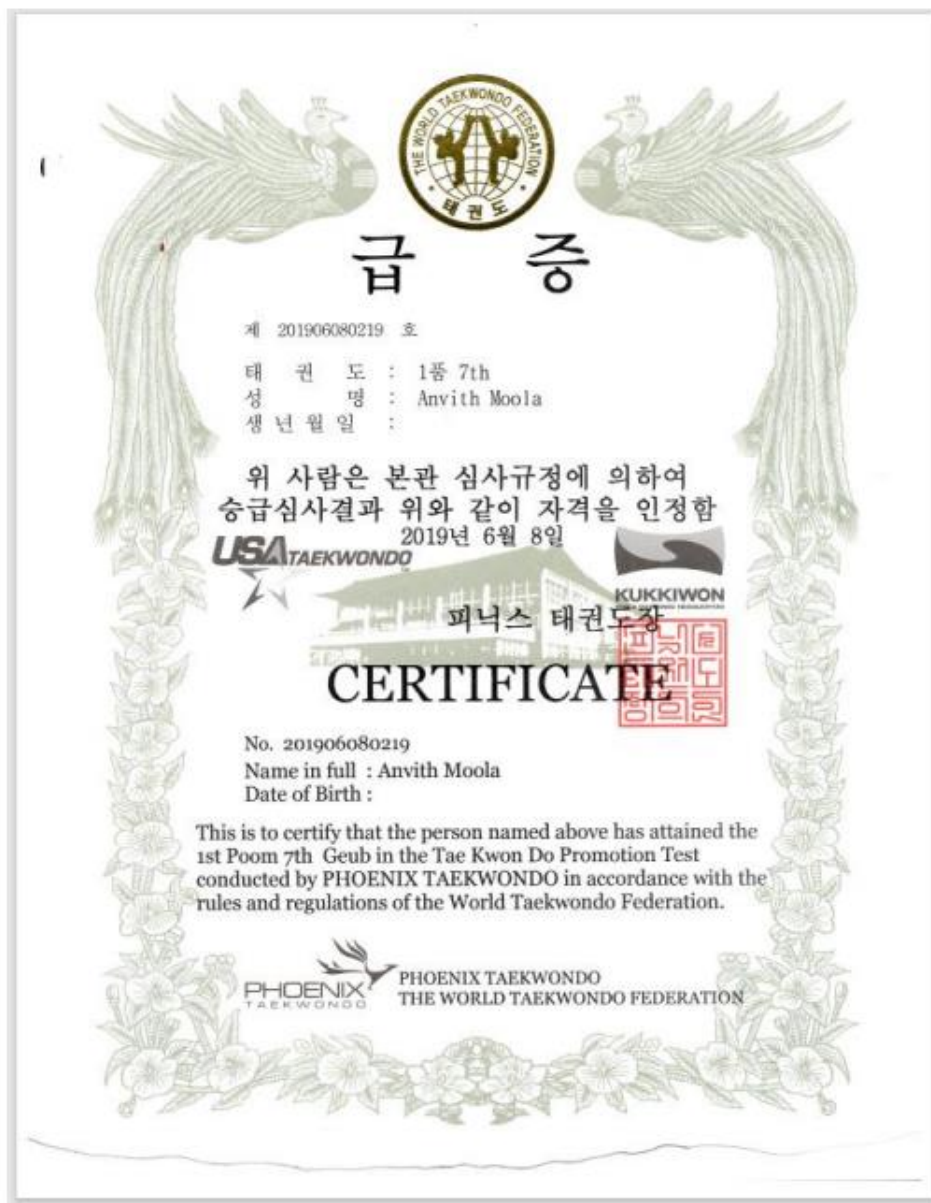 THE WORLD TAEKWONDO FEDERATION
태권도
급 증
제 201906080219 호
태 권 도 : 1품 7th
성 명 : Anvith Moola
생 년 월 일 :
위 사람은 본관 심사규정에 의하여
승급심사결과 위와 같이 자격을 인정함
2019년 6월 8일
USA TAEKWONDO
KUKKIWON
피닉스 태권도장
CERTIFICATE
No. 201906080219
Name in full : Anvith Moola
Date of Birth :
This is to certify that the person named above has attained the
1st Poom 7th Geub in the Tae Kwon Do Promotion Test
conducted by PHOENIX TAEKWONDO in accordance with the
rules and regulations of the World Taekwondo Federation.
PHOENIX
TAEKWONDO
PHOENIX TAEKWONDO
THE WORLD TAEKWONDO FEDERATION